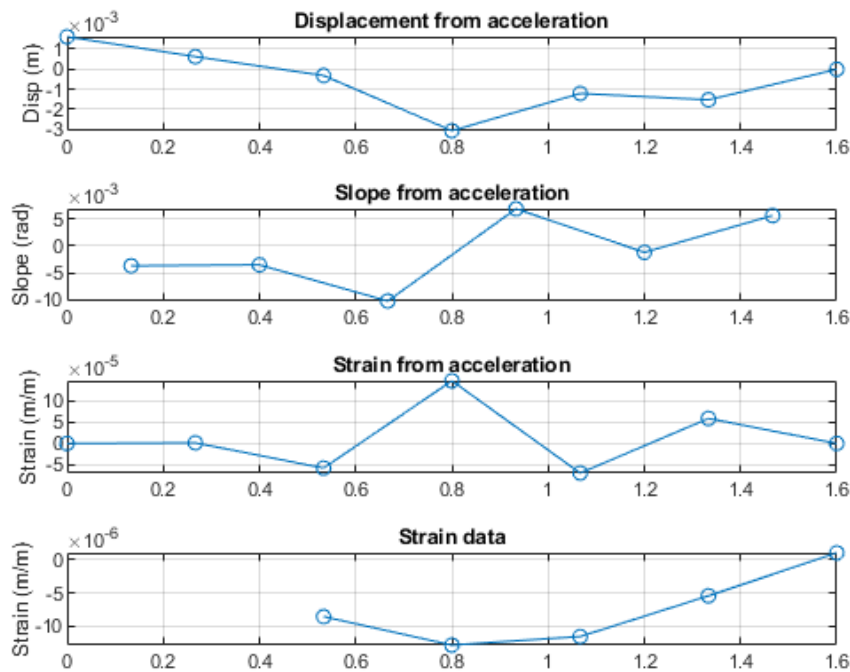 ×10⁻³
Displacement from acceleration
Disp (m)
1
0
-1
-2
-3
0 0.2 0.4 0.6 0.8 1 1.2 1.4 1.6
×10⁻³
Slope from acceleration
Slope (rad)
5
0
-5
-10
0 0.2 0.4 0.6 0.8 1 1.2 1.4 1.6
×10⁻⁵
Strain from acceleration
Strain (m/m)
10
5
0
-5
0 0.2 0.4 0.6 0.8 1 1.2 1.4 1.6
×10⁻⁶
Strain data
Strain (m/m)
0
-5
-10
0 0.2 0.4 0.6 0.8 1 1.2 1.4 1.6